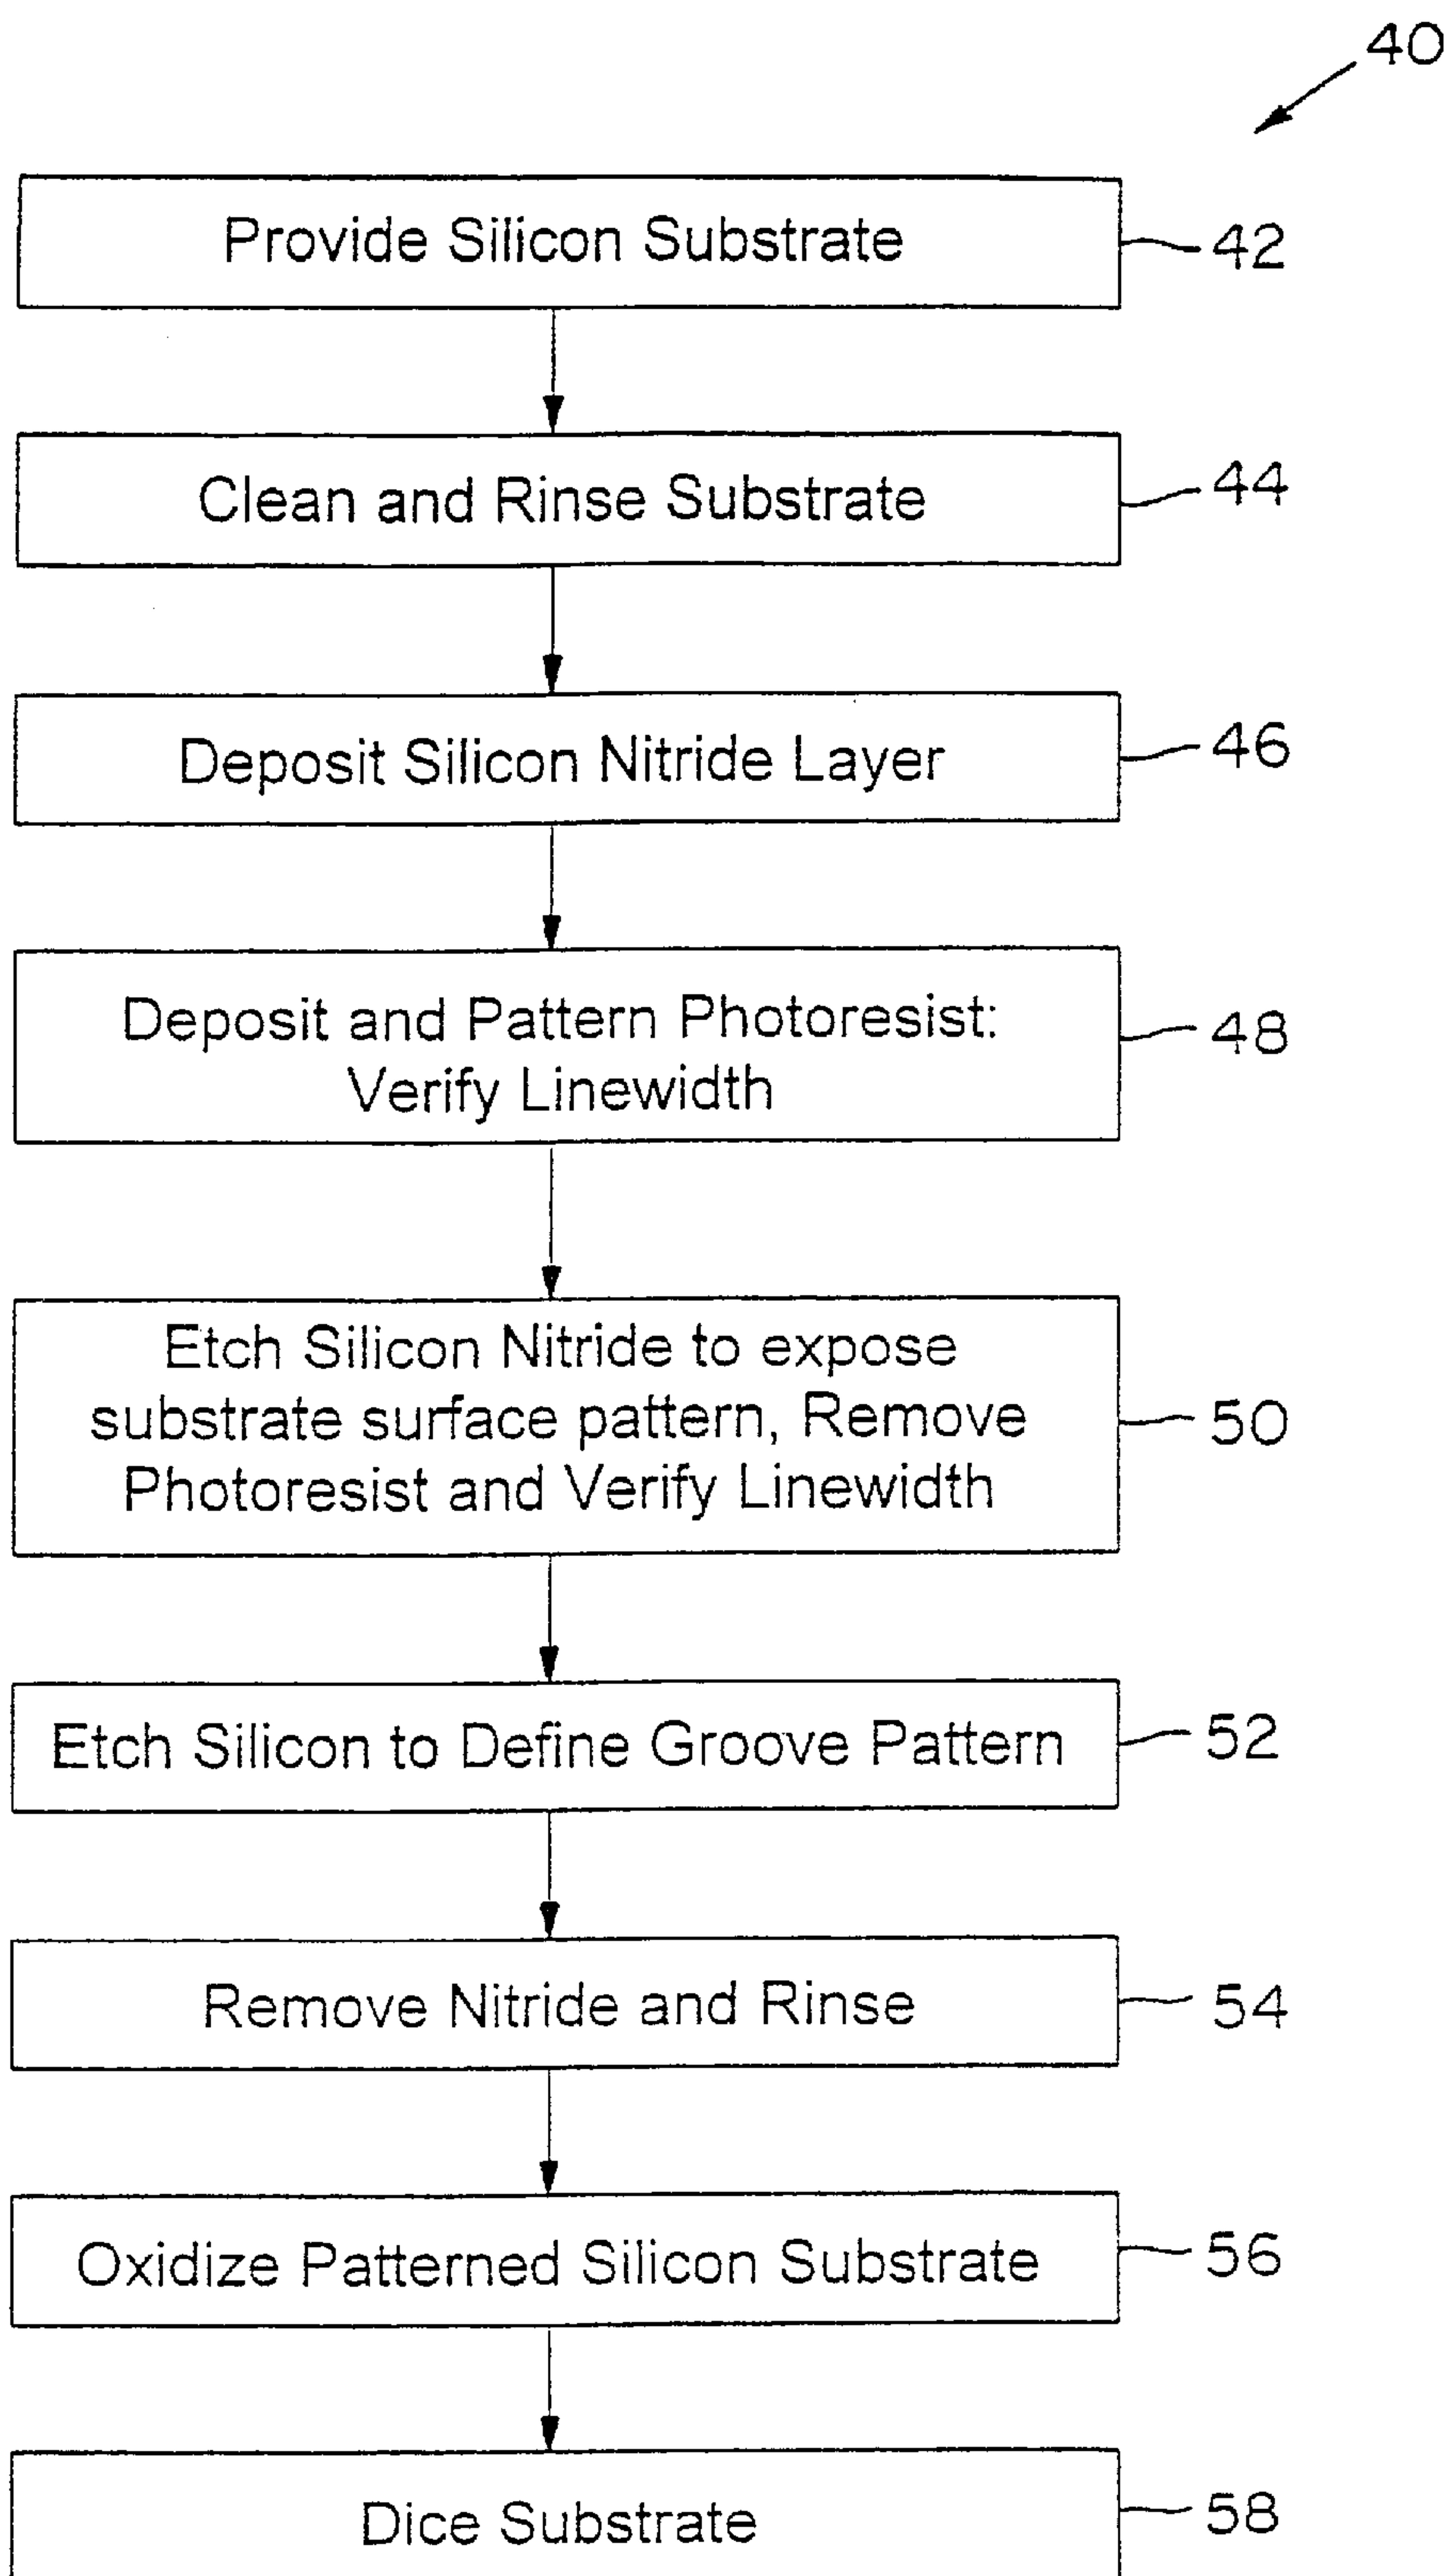 40
Provide Silicon Substrate
42
Clean and Rinse Substrate
44
Deposit Silicon Nitride Layer
46
Deposit and Pattern Photoresist:
Verify Linewidth
48
Etch Silicon Nitride to expose
substrate surface pattern, Remove
Photoresist and Verify Linewidth
50
Etch Silicon to Define Groove Pattern
52
Remove Nitride and Rinse
54
Oxidize Patterned Silicon Substrate
56
Dice Substrate
58